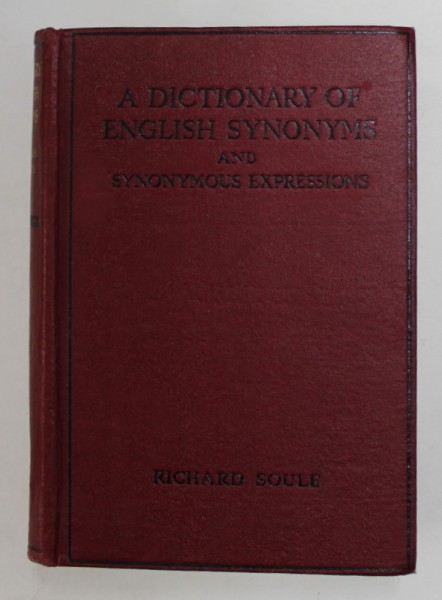 A DICTIONARY OF
ENGLISH SYNONYMS
AND
SYNONYMOUS EXPRESSIONS
RICHARD SOULE